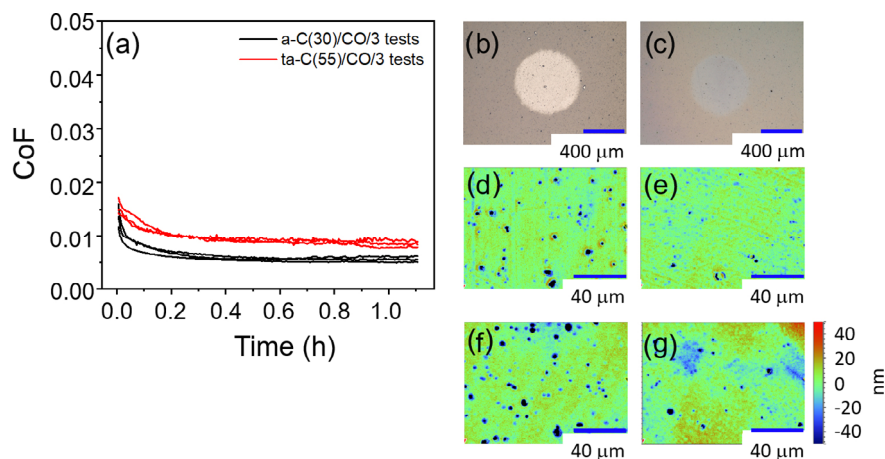 (a)
a-C(30)/CO/3 tests
ta-C(55)/CO/3 tests
CoF
0.05
0.04
0.03
0.02
0.01
0.00
0.0 0.2 0.4 0.6 0.8 1.0
Time (h)
(b)
400 μm
(c)
400 μm
(d)
40 μm
(e)
40 μm
(f)
40 μm
(g)
40 μm
40
20
0
-20
-40
nm